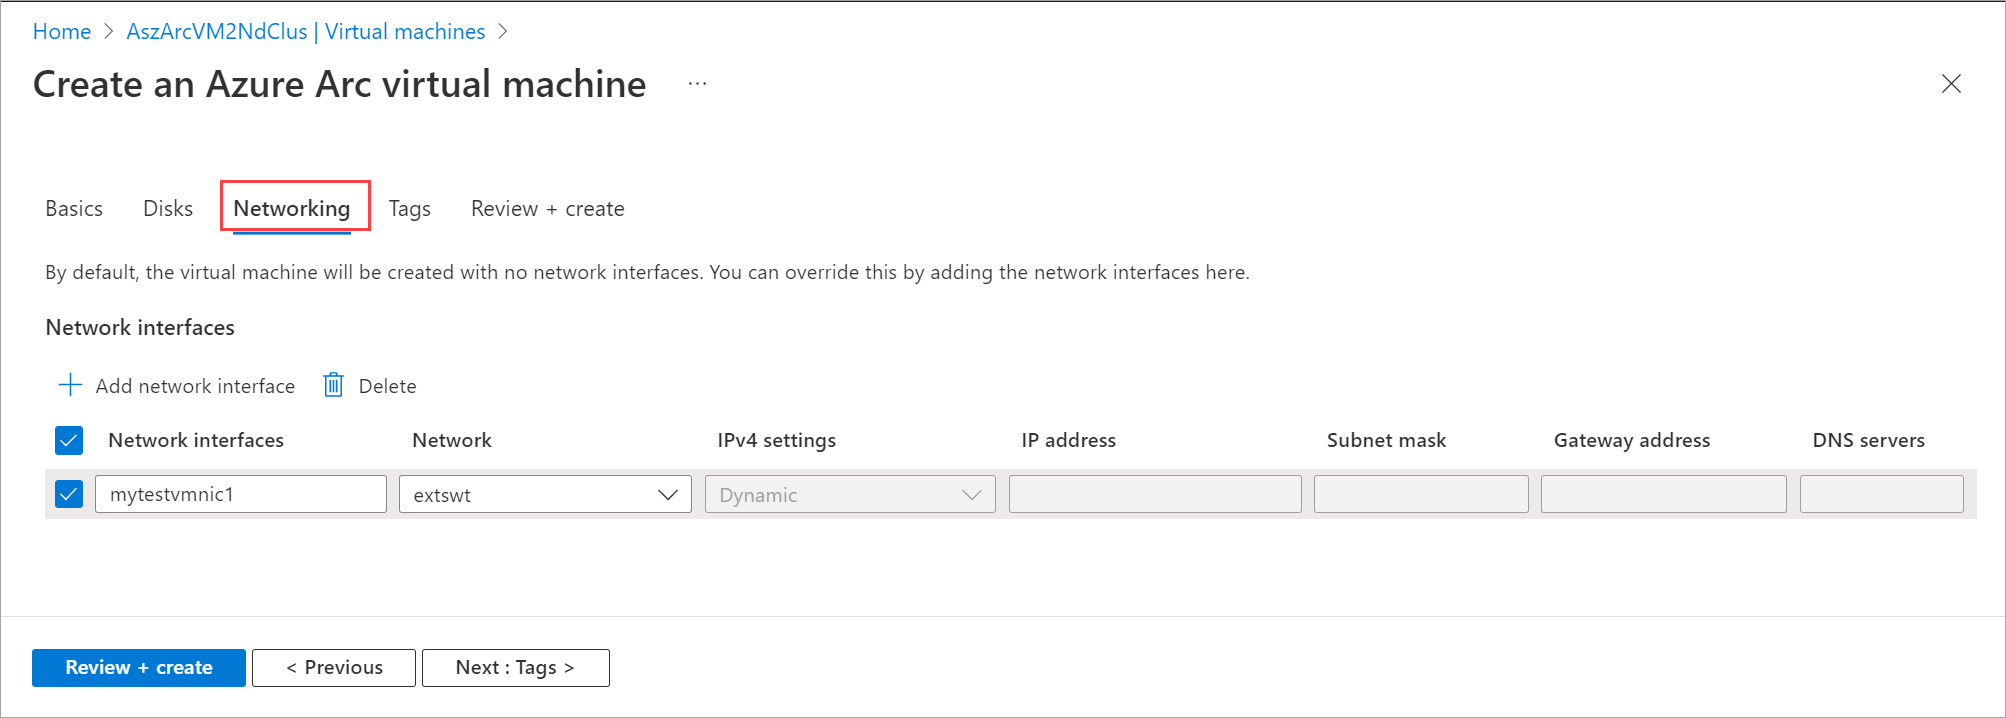 Home > AszArcVM2NdClus | Virtual machines >
Create an Azure Arc virtual machine ...
Basics Disks Networking Tags Review + create
By default, the virtual machine will be created with no network interfaces. You can override this by adding the network interfaces here.
Network interfaces
Add network interface Delete
Network interfaces Network IPv4 settings IP address Subnet mask Gateway address DNS servers
mytestvmnic1 extswt Dynamic
Review + create < Previous Next : Tags >